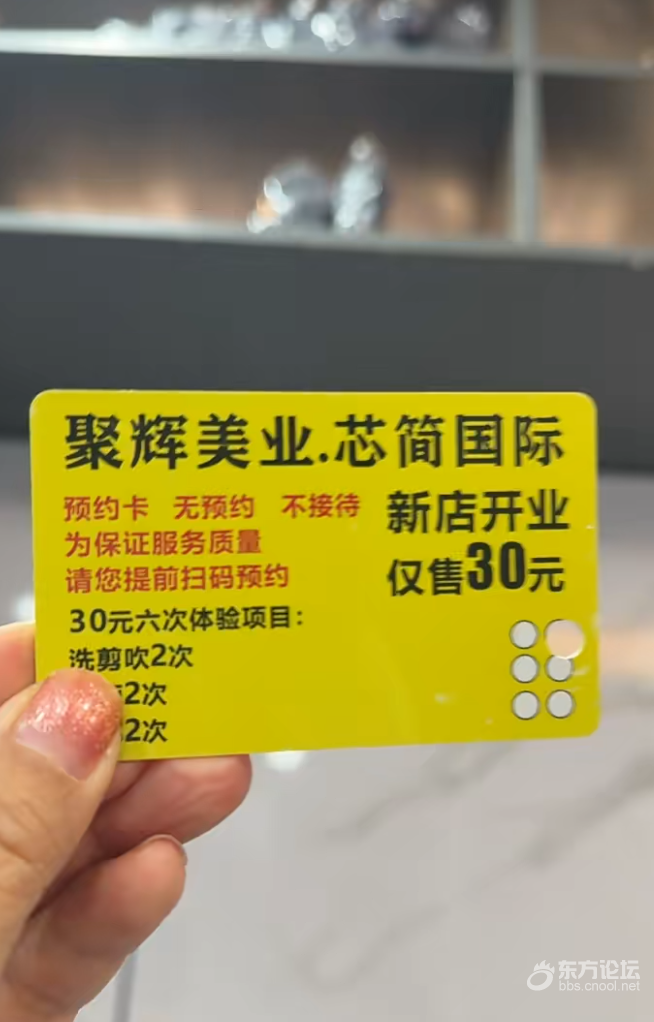 聚辉美业.芯简国际
预约卡 无预约 不接待
为保证服务质量
请您提前扫码预约
新店开业
仅售30元
30元六次体验项目：
洗剪吹2次
2次
2次
东方论坛
bbs.cnool.net